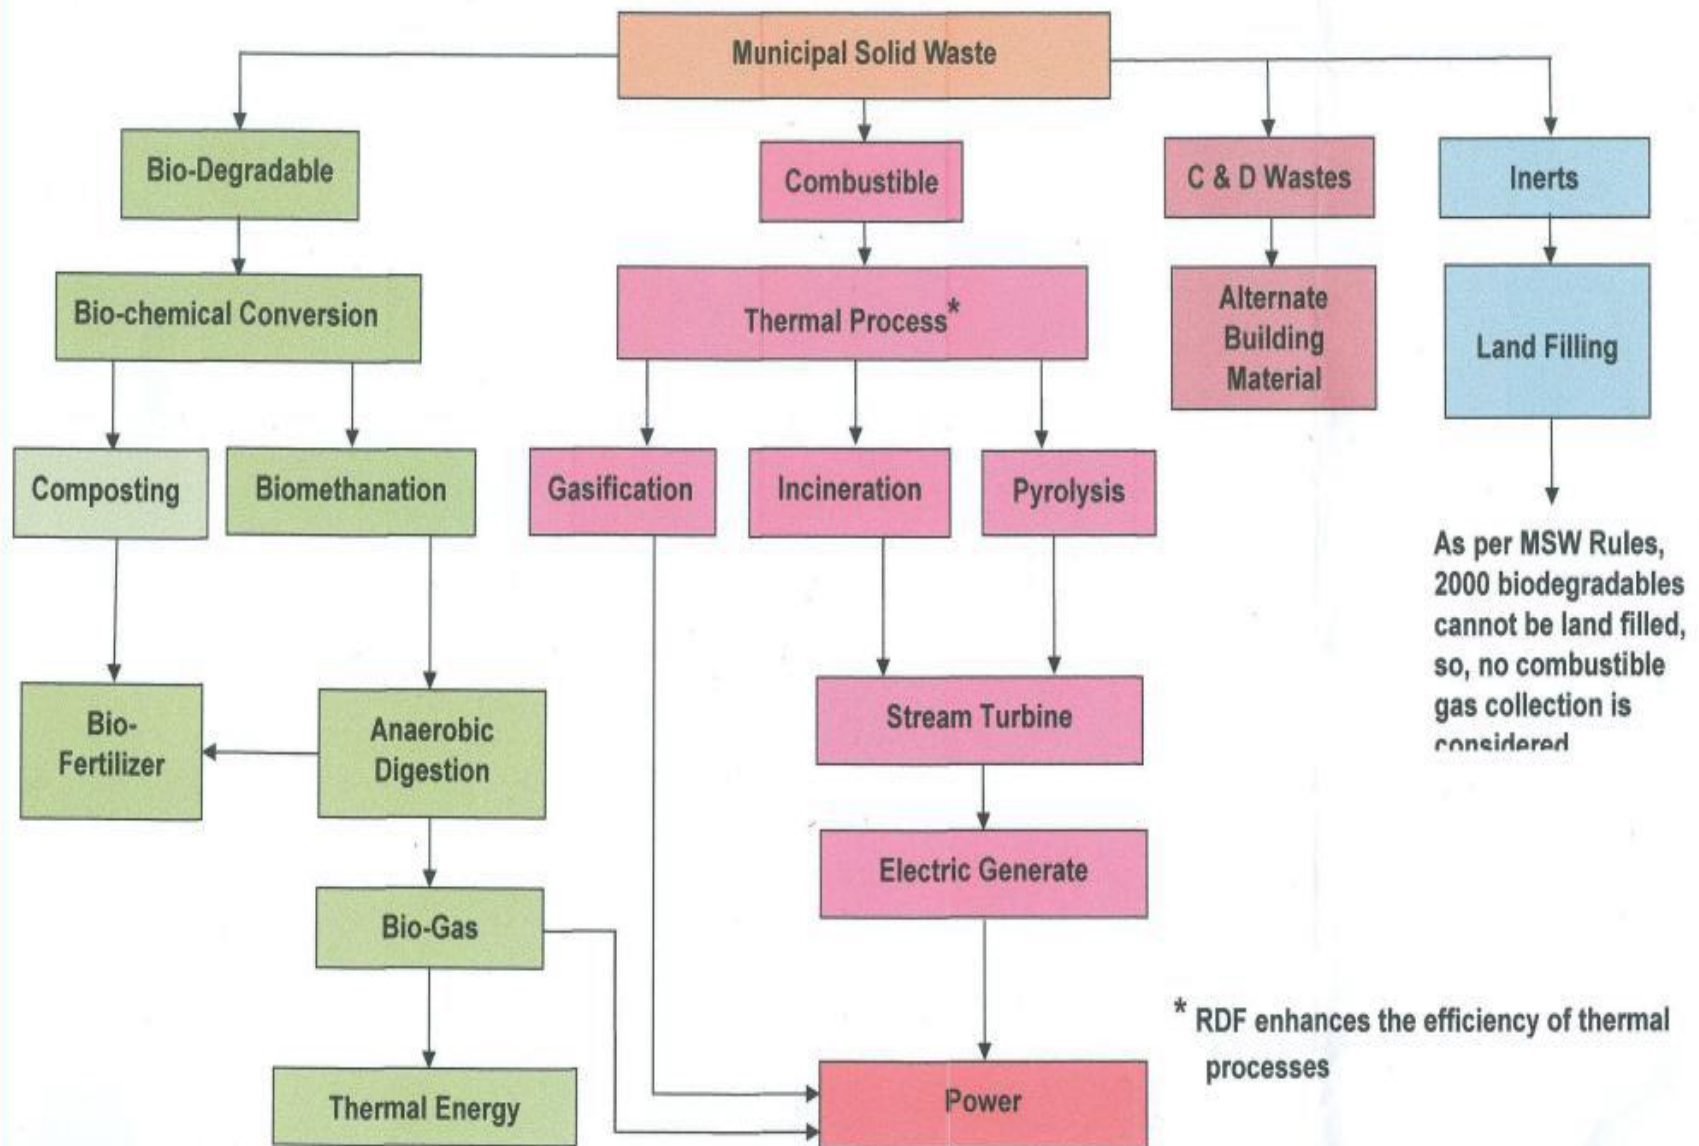 Municipal Solid Waste
Bio-Degradable
Combustible
C & D Wastes
Inerts
Bio-chemical Conversion
Thermal Process*
Alternate
Building
Material
Land Filling
Composting
Biomethanation
Gasification
Incineration
Pyrolysis
As per MSW Rules,
2000 biodegradables
cannot be land filled,
so, no combustible
gas collection is
considered
Bio-
Fertilizer
Anaerobic
Digestion
Stream Turbine
Electric Generate
Bio-Gas
* RDF enhances the efficiency of thermal
processes
Thermal Energy
Power